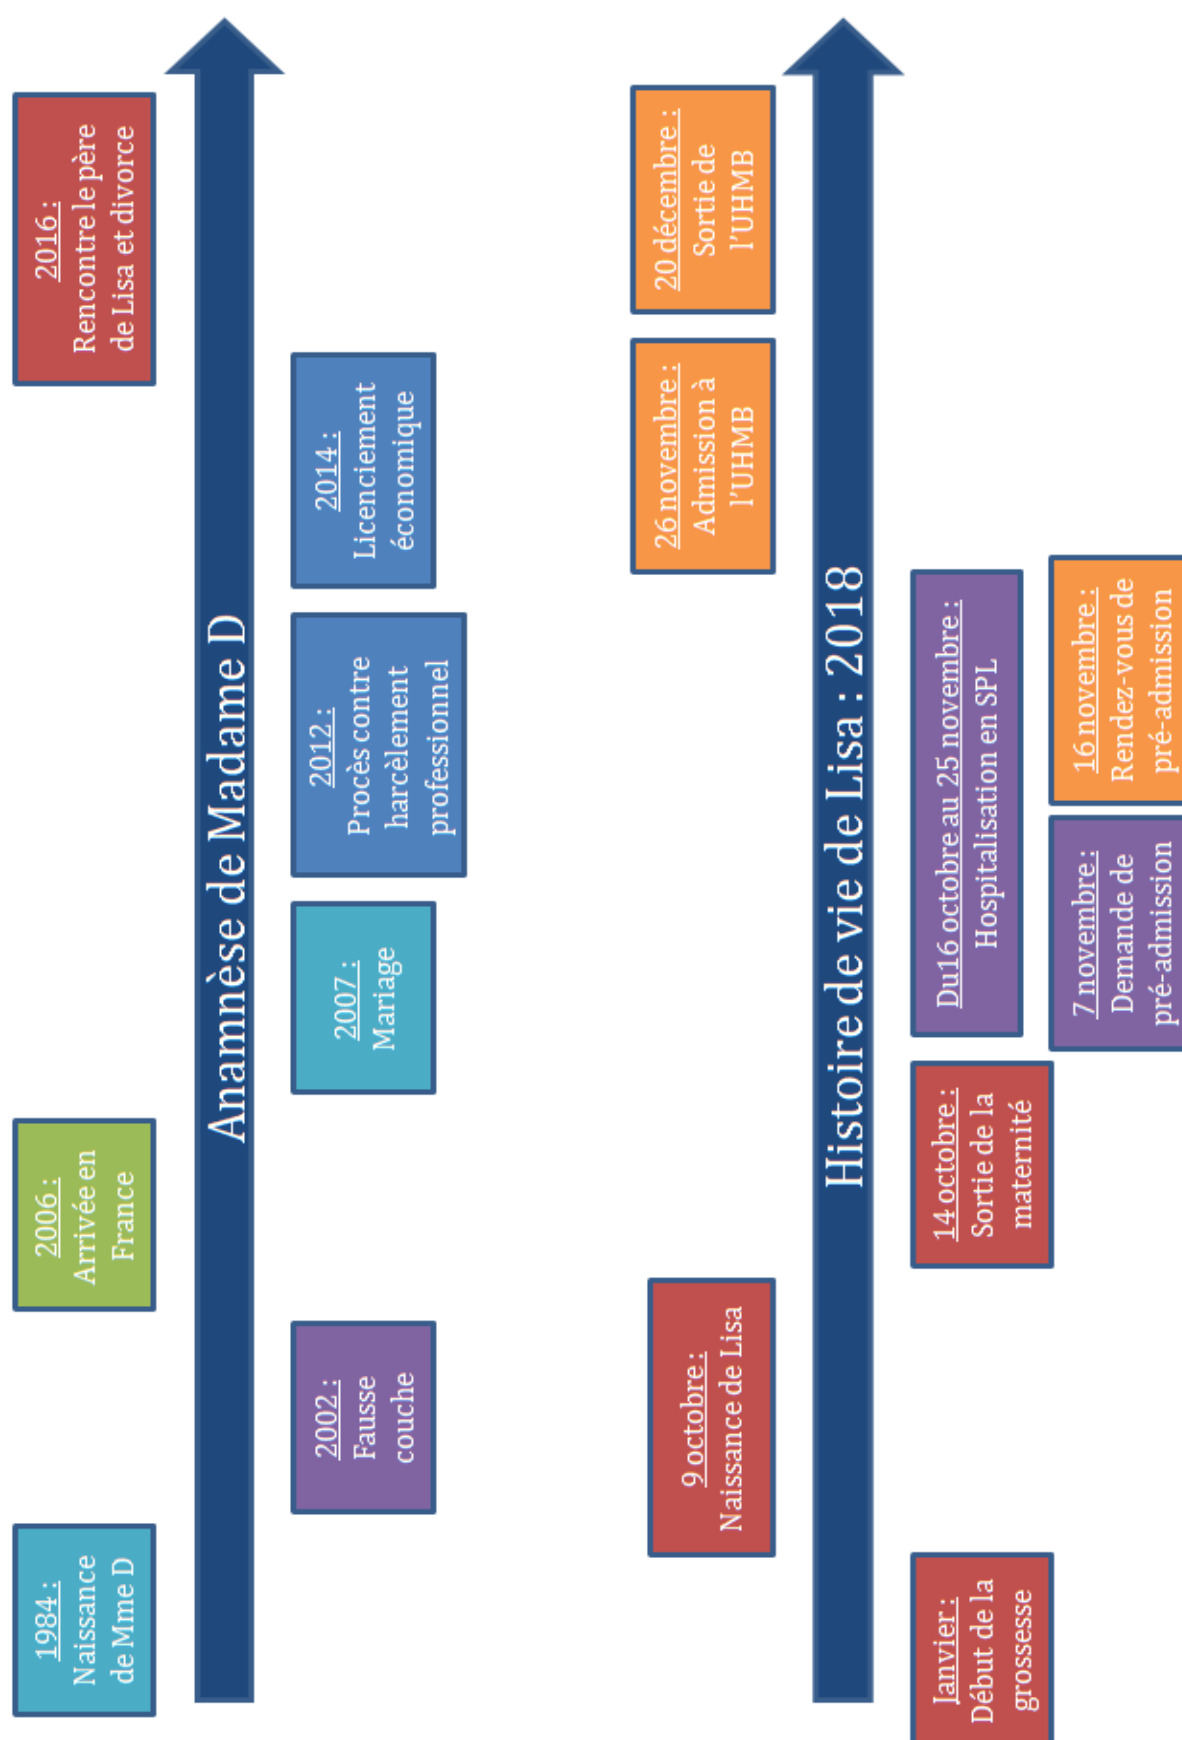 1984 :
Naissance
de Mme D
2002 :
Fausse
couche
2006 :
Arrivée en
France
2007 :
Mariage
2012 :
Procès contre
harcèlement
professionnel
2014 :
Licenciement
économique
2016 :
Rencontre le père
de Lisa et divorce
Anamnèse de Madame D
Janvier :
Début de la
grossesse
9 octobre :
Naissance de Lisa
14 octobre :
Sortie de la
maternité
Du16 octobre au 25 novembre :
Hospitalisation en SPL
7 novembre :
Demande de
pré-admission
16 novembre :
Rendez-vous de
pré-admission
26 novembre :
Admission à
l'UHMB
20 décembre :
Sortie de
l'UHMB
Histoire de vie de Lisa : 2018